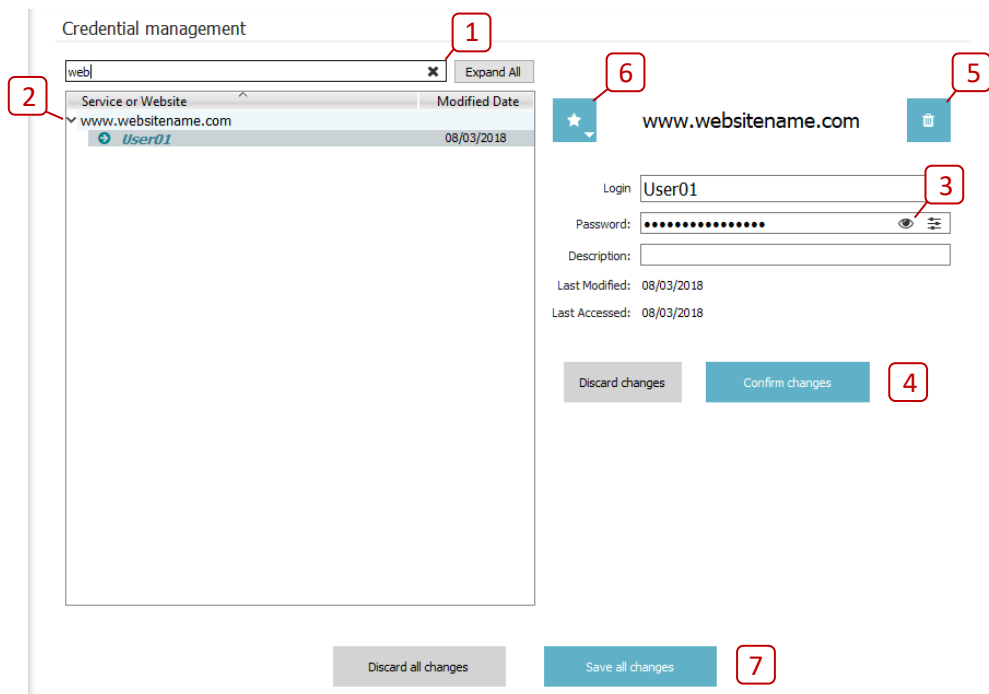 Credential management
1
web
Expand All
6
5
2
Service or Website Modified Date
www.websitename.com
www.websitename.com
User01 08/03/2018
Login User01
3
Password: ••••••••••••••••
Description:
Last Modified: 08/03/2018
Last Accessed: 08/03/2018
Discard changes Confirm changes
4
Discard all changes Save all changes
7